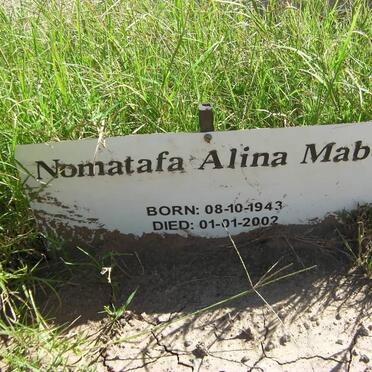 Nomatafa Alina Mab
BORN: 08-10-1943
DIED: 01-01-2002